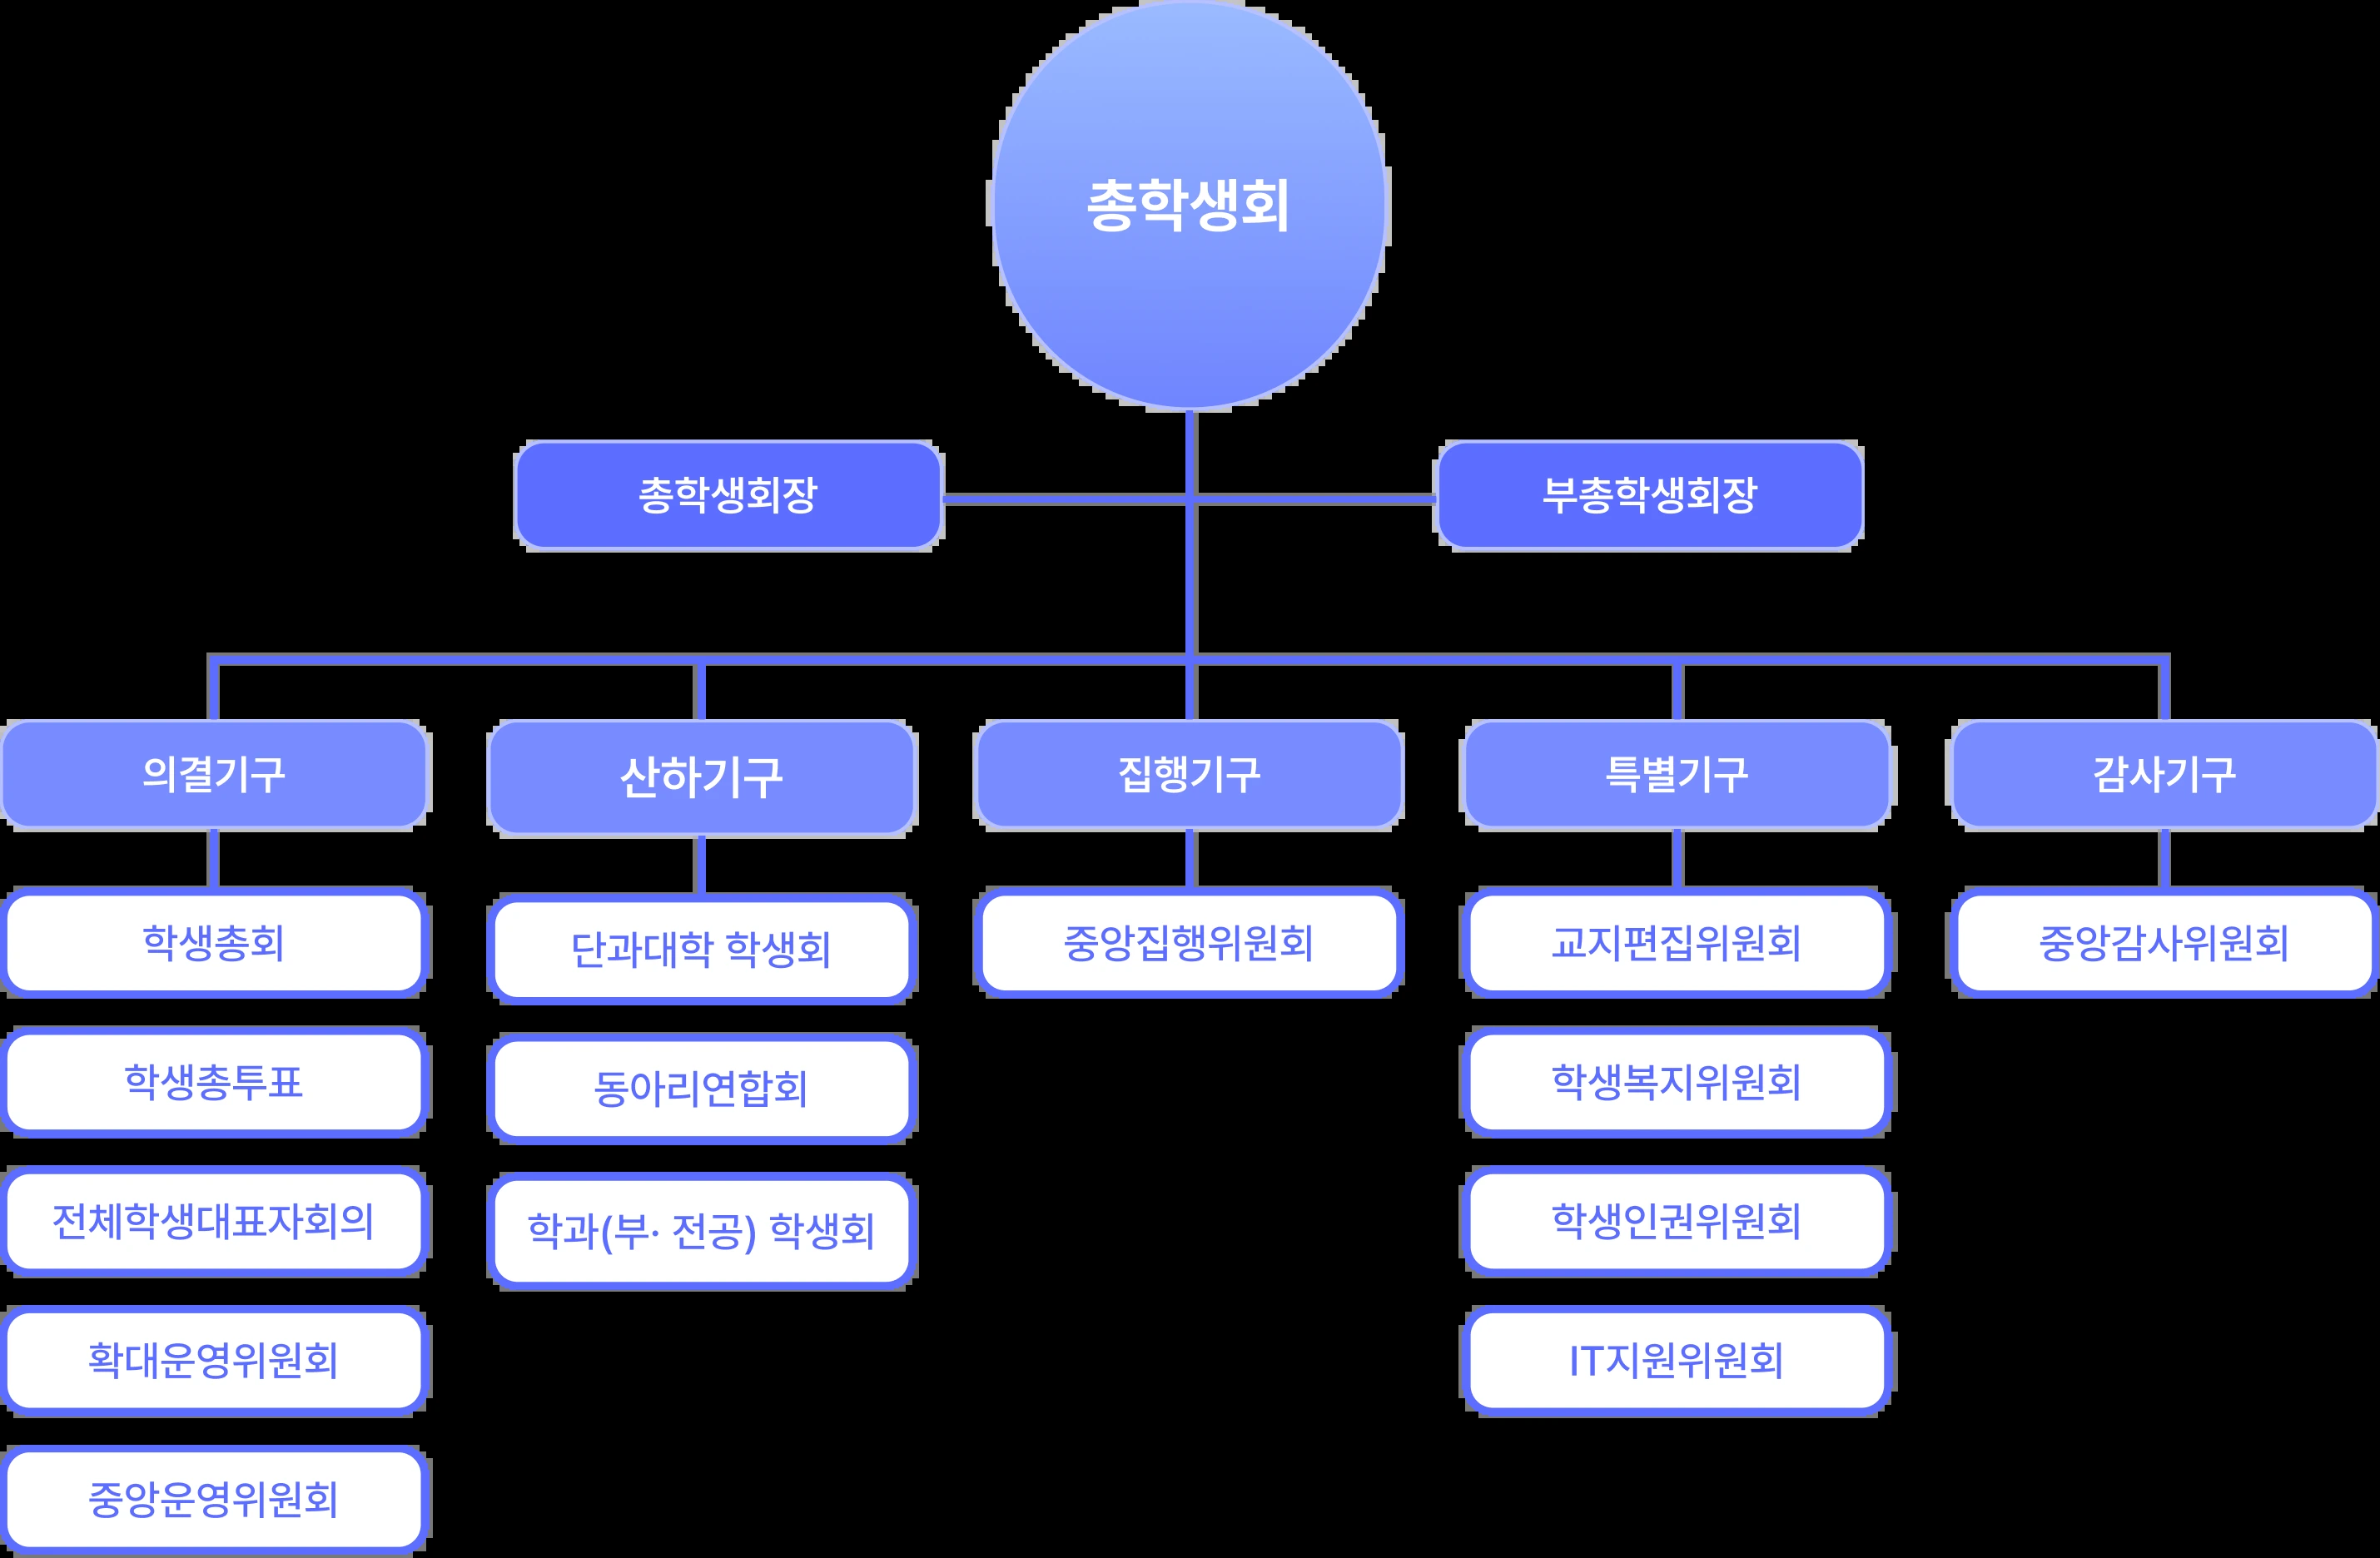 총학생회
총학생회장
부총학생회장
의결기구
산하기구
집행기구
특별기구
감사기구
학생총회
단과대학 학생회
중앙집행위원회
교지편집위원회
중앙감사위원회
학생총투표
동아리연합회
학생복지위원회
전체학생대표자회의
학과(부· 전공) 학생회
학생인권위원회
확대운영위원회
IT지원위원회
중앙운영위원회